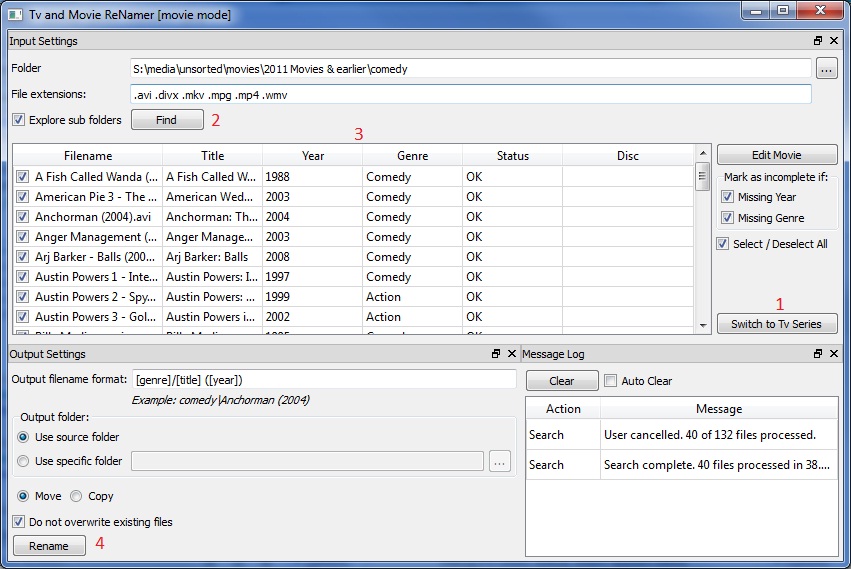 Tv and Movie ReNamer [movie mode]
Input Settings
Folder
S:\media\unsorted\movies\2011 Movies & earlier\comedy
...
File extensions:
.avi .divx .mkv .mpg .mp4 .wmv
Explore sub folders
Find
2
3
Filename Title Year Genre Status Disc
A Fish Called Wanda (... A Fish Called W... 1988 Comedy OK
American Pie 3 - The ... American Wed... 2003 Comedy OK
Anchorman (2004).avi Anchorman: Th... 2004 Comedy OK
Anger Management (... Anger Manage... 2003 Comedy OK
Arj Barker - Balls (200... Arj Barker: Balls 2008 Comedy OK
Austin Powers 1 - Inte... Austin Powers: I... 1997 Comedy OK
Austin Powers 2 - Spy... Austin Powers: ... 1999 Action OK
Austin Powers 3 - Gol... Austin Powers i... 2002 Action OK
Edit Movie
Mark as incomplete if:
Missing Year
Missing Genre
Select / Deselect All
1
Switch to Tv Series
Output Settings
Output filename format:
[genre]/[title] ([year])
Example: comedy\Anchorman (2004)
Output folder:
Use source folder
Use specific folder
...
Move
Copy
Do not overwrite existing files
Rename
4
Message Log
Clear
Auto Clear
Action Message
Search User cancelled. 40 of 132 files processed.
Search Search complete. 40 files processed in 38....